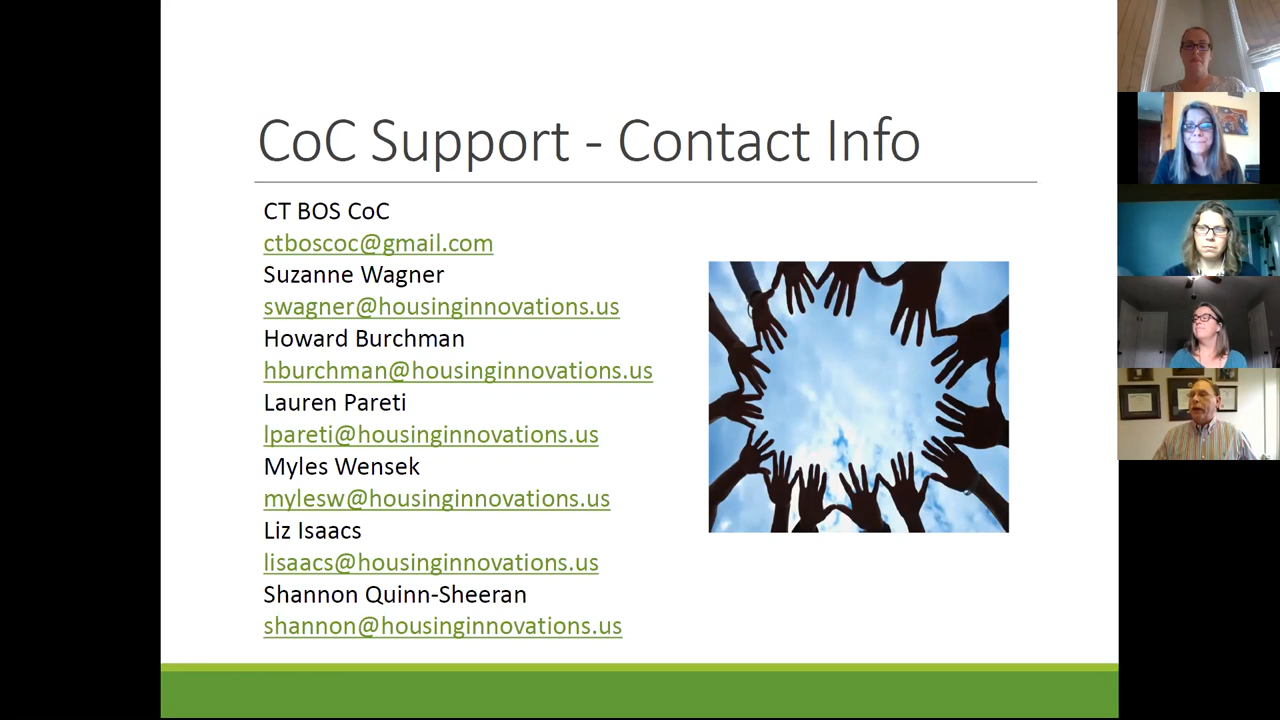 CoC Support - Contact Info
CT BOS CoC
ctboscoc@gmail.com
Suzanne Wagner
swagner@housinginnovations.us
Howard Burchman
hburchman@housinginnovations.us
Lauren Pareti
lpareti@housinginnovations.us
Myles Wensek
mylesw@housinginnovations.us
Liz Isaacs
lisaacs@housinginnovations.us
Shannon Quinn-Sheeran
shannon@housinginnovations.us